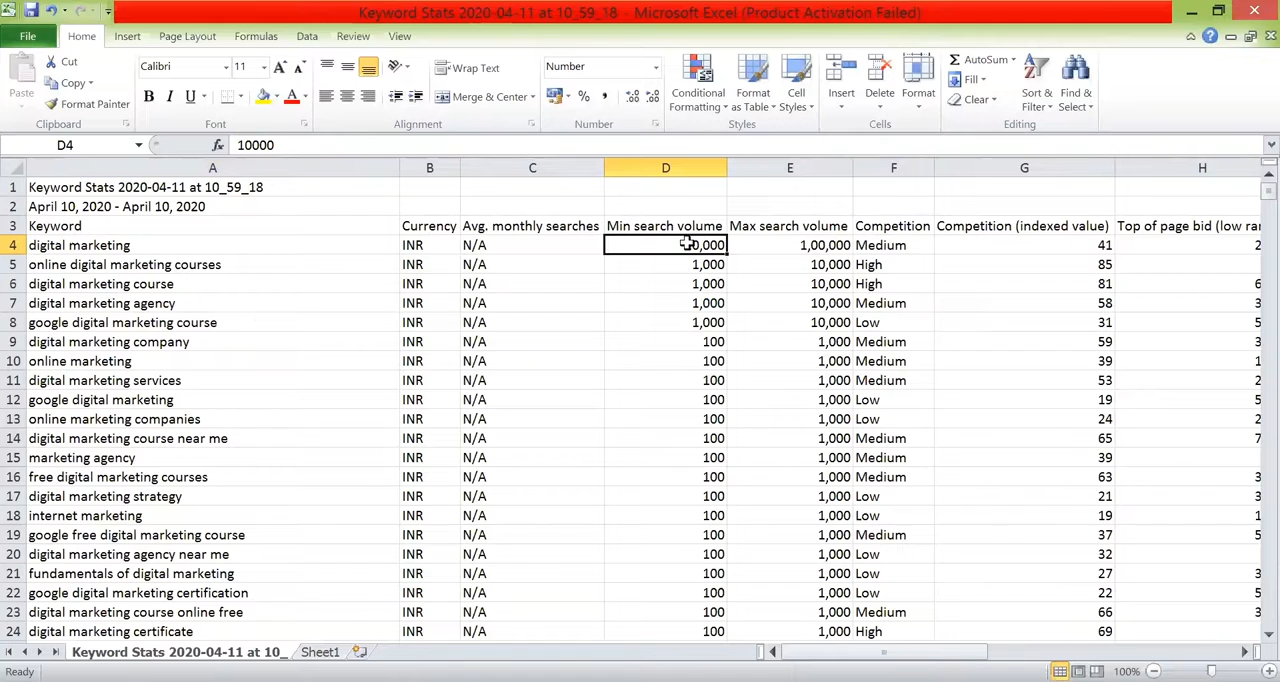 Keyword Stats 2020-04-11 at 10_59_18 - Microsoft Excel (Product Activation Failed)
File Home Insert Page Layout Formulas Data Review View
Paste Cut Copy Format Painter Clipboard
Calibri 11 B I U Font
Wrap Text Merge & Center Alignment
Number % , Number
Conditional Formatting Format as Table Cell Styles Styles
Insert Delete Format Cells
Σ AutoSum Fill Clear Sort & Filter Find & Select Editing
D4 fx 10000
A B C D E F G H
1 Keyword Stats 2020-04-11 at 10_59_18
2 April 10, 2020 - April 10, 2020
3 Keyword Currency Avg. monthly searches Min search volume Max search volume Competition Competition (indexed value) Top of page bid (low ra
4 digital marketing INR N/A 0,000 1,00,000 Medium 41 2
5 online digital marketing courses INR N/A 1,000 10,000 High 85
6 digital marketing course INR N/A 1,000 10,000 High 81 6
7 digital marketing agency INR N/A 1,000 10,000 Medium 58 3
8 google digital marketing course INR N/A 1,000 10,000 Low 31 5
9 digital marketing company INR N/A 100 1,000 Medium 59 3
10 online marketing INR N/A 100 1,000 Medium 39 1
11 digital marketing services INR N/A 100 1,000 Medium 53 2
12 google digital marketing INR N/A 100 1,000 Low 19 5
13 online marketing companies INR N/A 100 1,000 Low 24 2
14 digital marketing course near me INR N/A 100 1,000 Medium 65 7
15 marketing agency INR N/A 100 1,000 Medium 39
16 free digital marketing courses INR N/A 100 1,000 Medium 63 3
17 digital marketing strategy INR N/A 100 1,000 Low 21 3
18 internet marketing INR N/A 100 1,000 Low 19 1
19 google free digital marketing course INR N/A 100 1,000 Medium 37 5
20 digital marketing agency near me INR N/A 100 1,000 Low 32
21 fundamentals of digital marketing INR N/A 100 1,000 Low 27 3
22 google digital marketing certification INR N/A 100 1,000 Low 22 5
23 digital marketing course online free INR N/A 100 1,000 Medium 66 3
24 digital marketing certificate INR N/A 100 1,000 High 69
Keyword Stats 2020-04-11 at 10_ Sheet1
Ready 100%